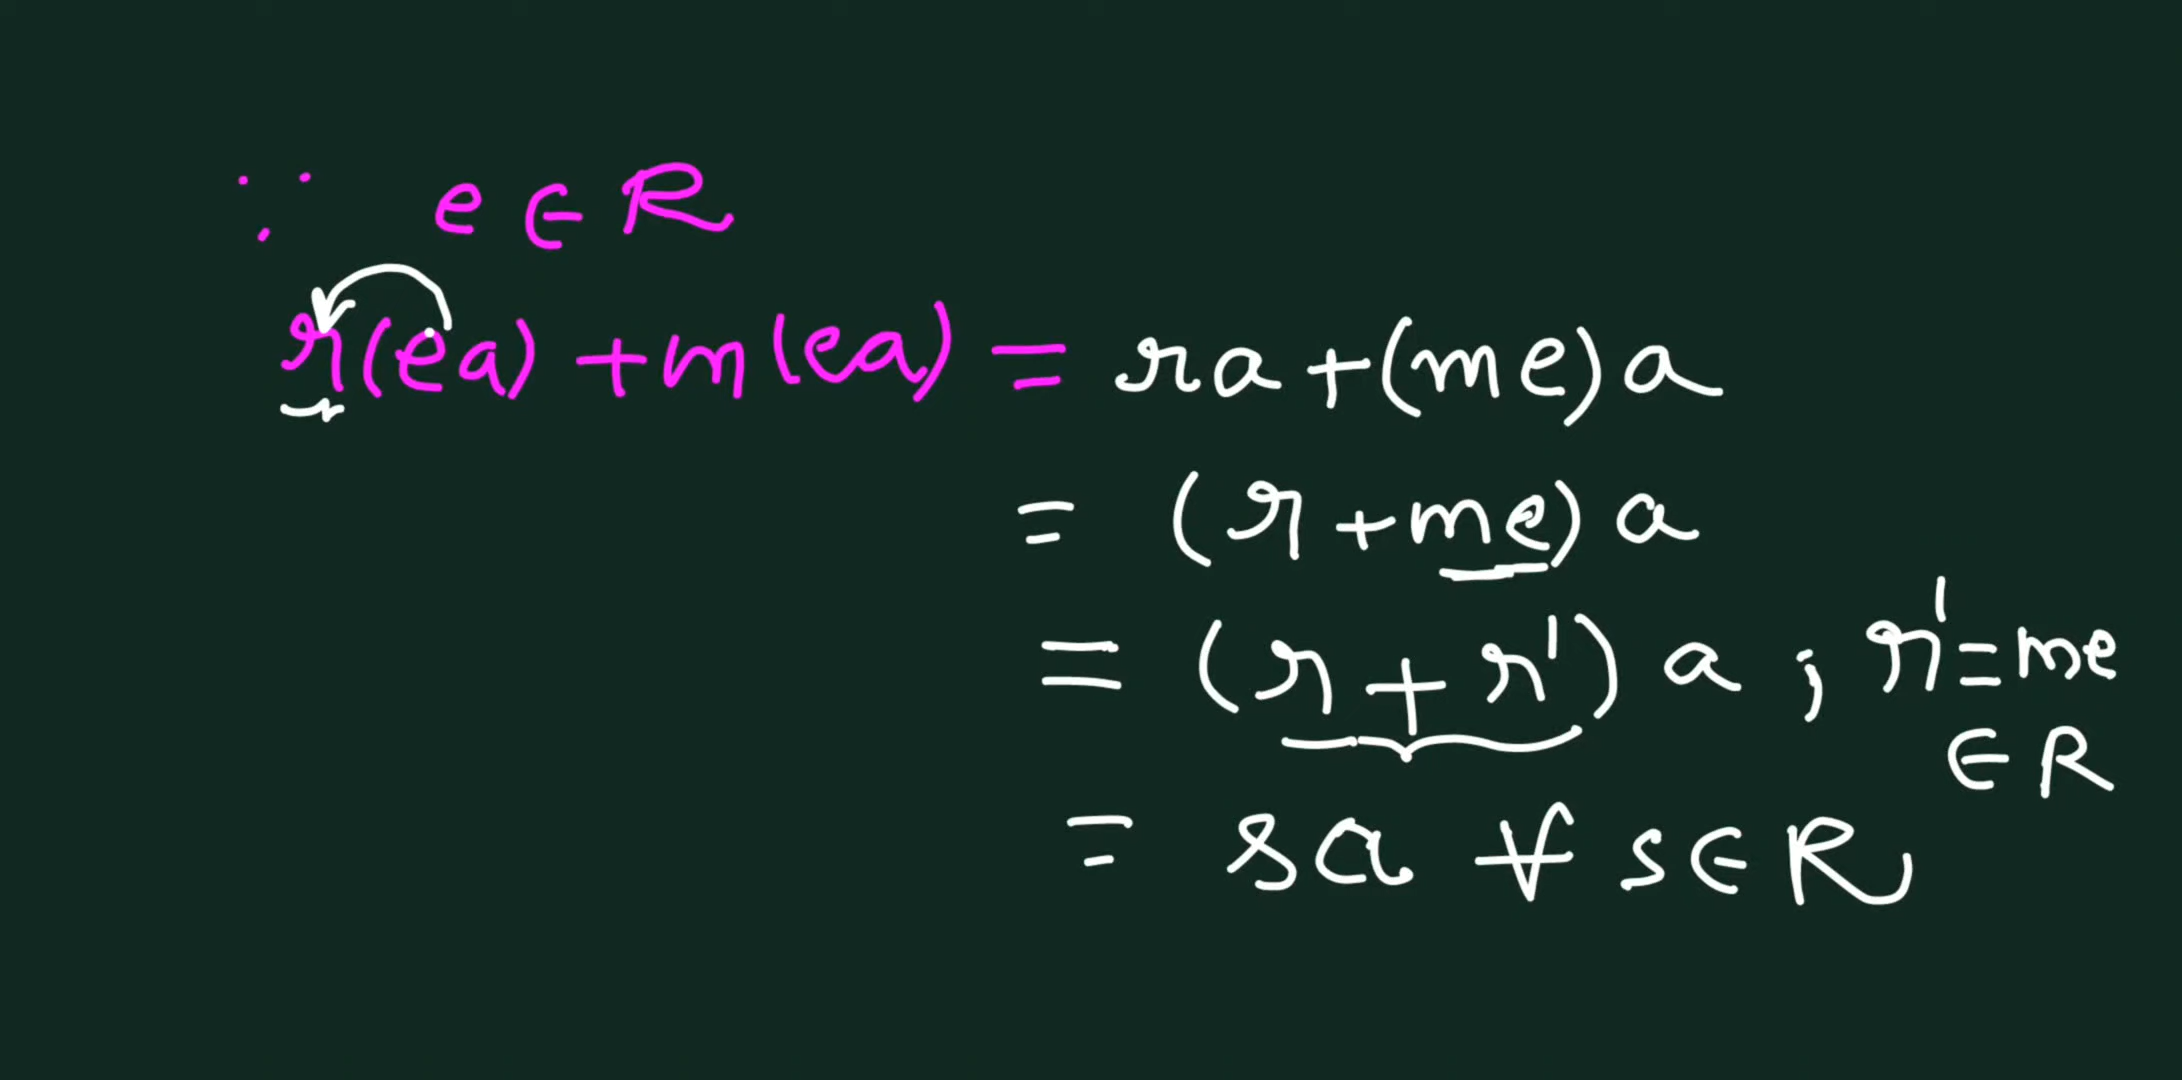 ∵ e ∈ R
r(ea) + m(ea) = ra + (me)a
= (r + me) a
= (r + r') a ; r' = me
∈ R
= sa ∀ s ∈ R